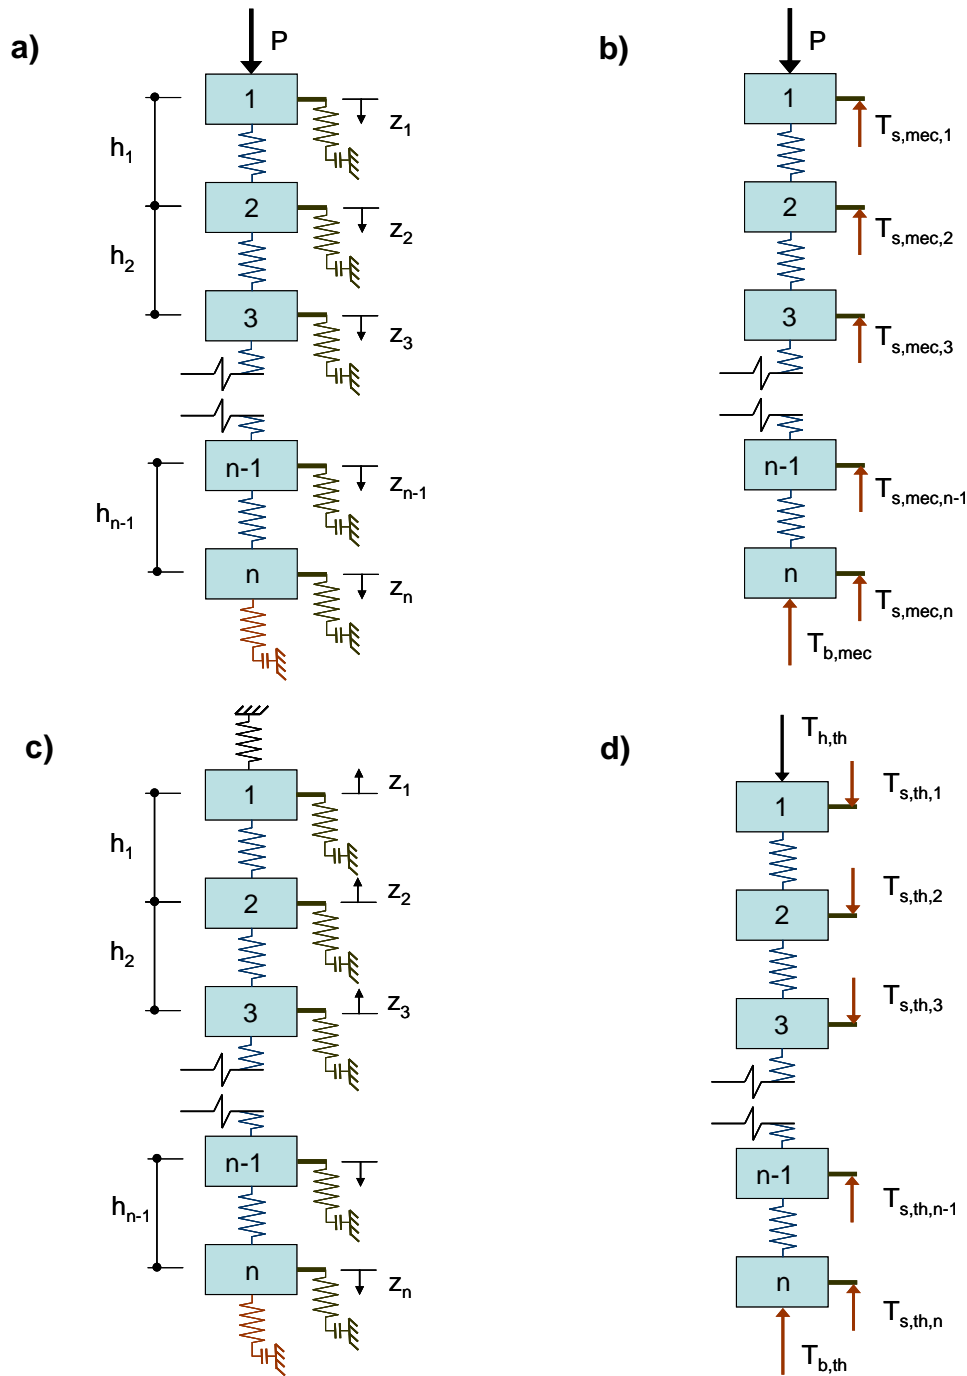 a)
P
1
z1
h1
2
z2
h2
3
z3
n-1
zn-1
hn-1
n
zn
b)
P
1
Ts,mec,1
2
Ts,mec,2
3
Ts,mec,3
n-1
Ts,mec,n-1
n
Ts,mec,n
Tb,mec
c)
1
z1
h1
2
z2
h2
3
z3
n-1
hn-1
n
zn
d)
Th,th
1
Ts,th,1
2
Ts,th,2
3
Ts,th,3
n-1
Ts,th,n-1
n
Ts,th,n
Tb,th